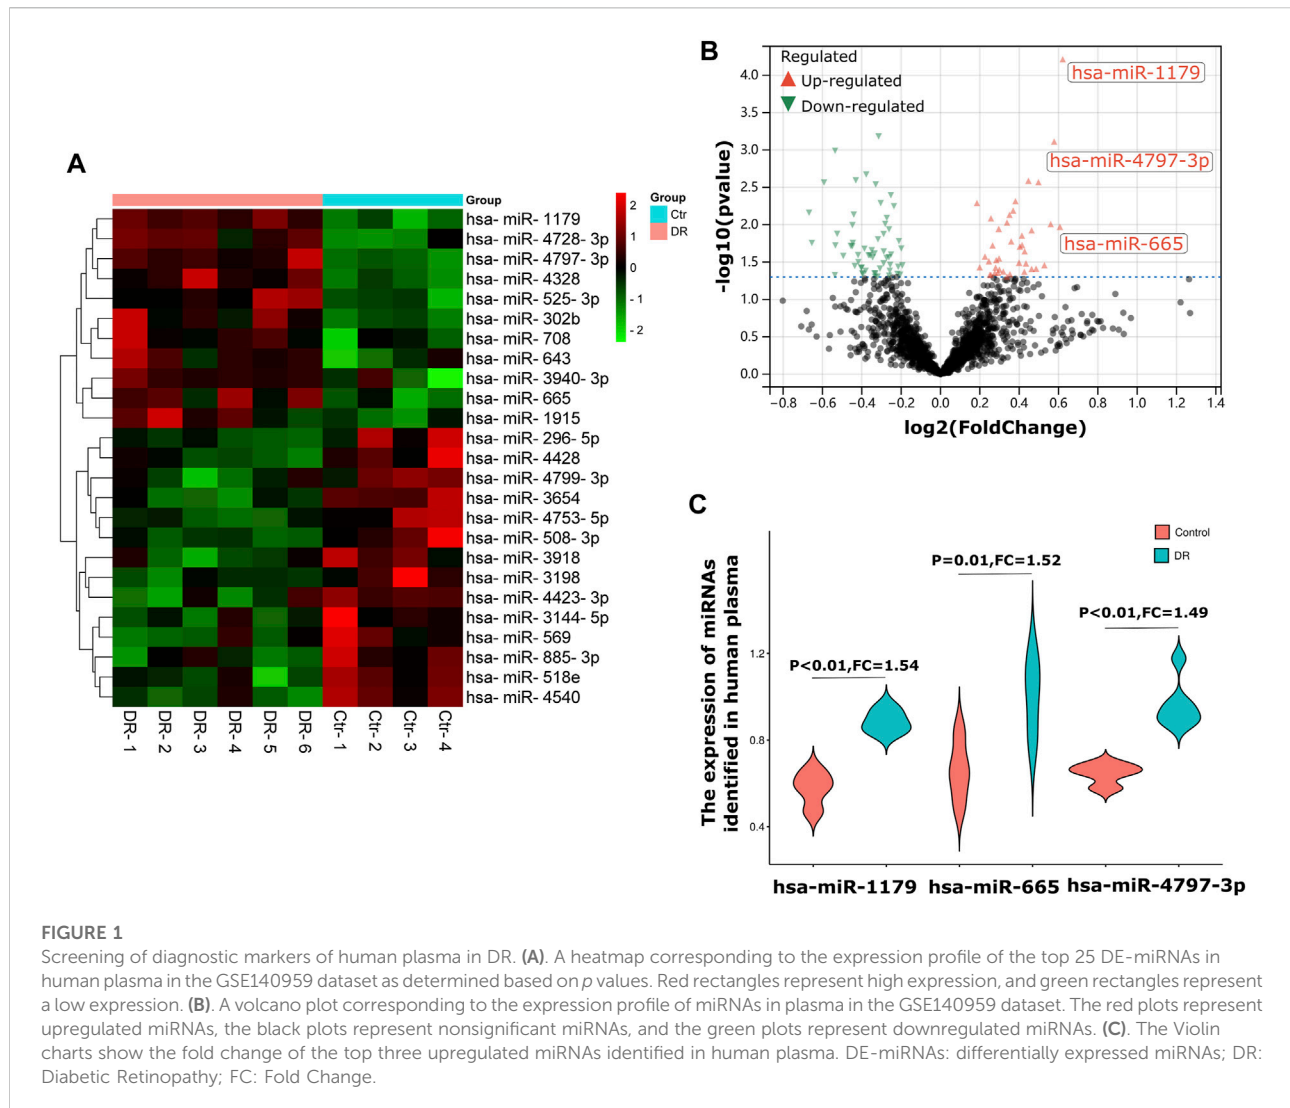 A
Group
hsa- miR- 1179
hsa- miR- 4728- 3p
hsa- miR- 4797- 3p
hsa- miR- 4328
hsa- miR- 525- 3p
hsa- miR- 302b
hsa- miR- 708
hsa- miR- 643
hsa- miR- 3940- 3p
hsa- miR- 665
hsa- miR- 1915
hsa- miR- 296- 5p
hsa- miR- 4428
hsa- miR- 4799- 3p
hsa- miR- 3654
hsa- miR- 4753- 5p
hsa- miR- 508- 3p
hsa- miR- 3918
hsa- miR- 3198
hsa- miR- 4423- 3p
hsa- miR- 3144- 5p
hsa- miR- 569
hsa- miR- 885- 3p
hsa- miR- 518e
hsa- miR- 4540
DR- 1
DR- 2
DR- 3
DR- 4
DR- 5
DR- 6
Ctr- 1
Ctr- 2
Ctr- 3
Ctr- 4
2
1
0
- 1
- 2
Group
Ctr
DR
B
Regulated
Up-regulated
Down-regulated
hsa-miR-1179
hsa-miR-4797-3p
hsa-miR-665
-log10(pvalue)
4.0
3.5
3.0
2.5
2.0
1.5
1.0
0.5
0.0
−0.8 −0.6 −0.4 −0.2 0.0 0.2 0.4 0.6 0.8 1.0 1.2 1.4
log2(FoldChange)
C
Control
DR
P=0.01,FC=1.52
P<0.01,FC=1.49
P<0.01,FC=1.54
The expression of miRNAs
identified in human plasma
1.2
0.8
0.4
hsa-miR-1179 hsa-miR-665 hsa-miR-4797-3p
FIGURE 1
Screening of diagnostic markers of human plasma in DR. (A). A heatmap corresponding to the expression profile of the top 25 DE-miRNAs in
human plasma in the GSE140959 dataset as determined based on p values. Red rectangles represent high expression, and green rectangles represent
a low expression. (B). A volcano plot corresponding to the expression profile of miRNAs in plasma in the GSE140959 dataset. The red plots represent
upregulated miRNAs, the black plots represent nonsignificant miRNAs, and the green plots represent downregulated miRNAs. (C). The Violin
charts show the fold change of the top three upregulated miRNAs identified in human plasma. DE-miRNAs: differentially expressed miRNAs; DR:
Diabetic Retinopathy; FC: Fold Change.